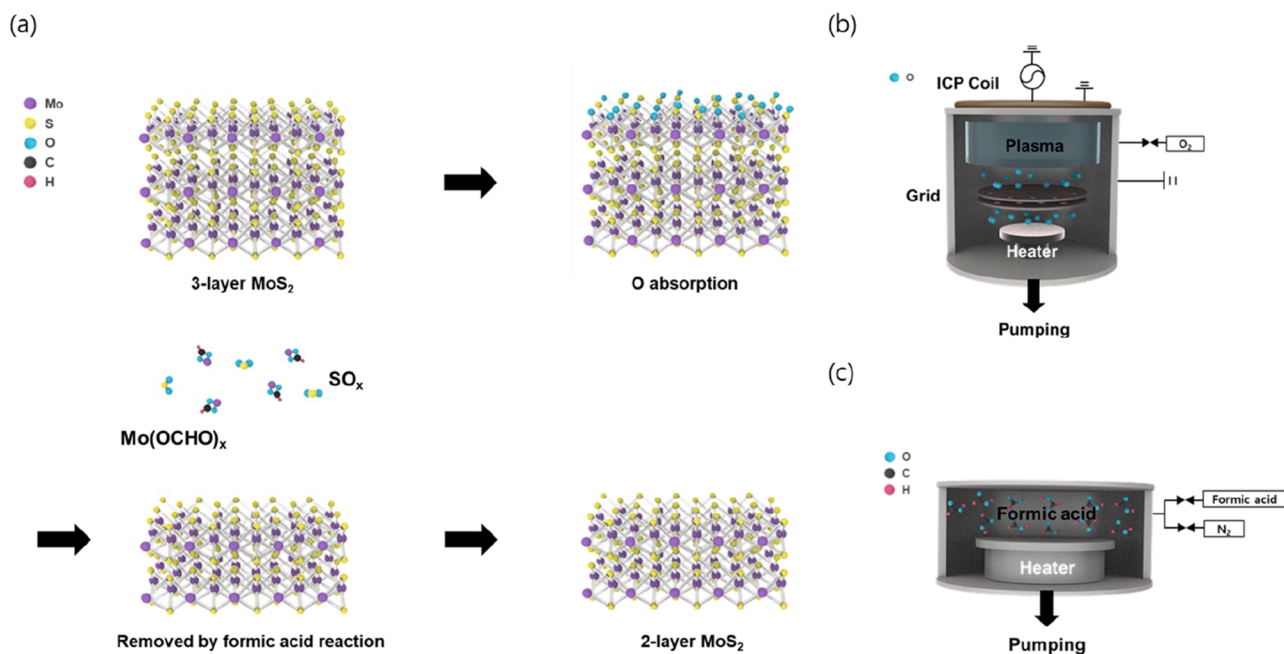 (a)
Mo
S
O
C
H
3-layer MoS₂
O absorption
SOₓ
Mo(OCHO)ₓ
Removed by formic acid reaction
2-layer MoS₂
(b)
O
ICP Coil
Plasma
O₂
Grid
Heater
Pumping
(c)
O
C
H
Formic acid
Formic acid
N₂
Heater
Pumping